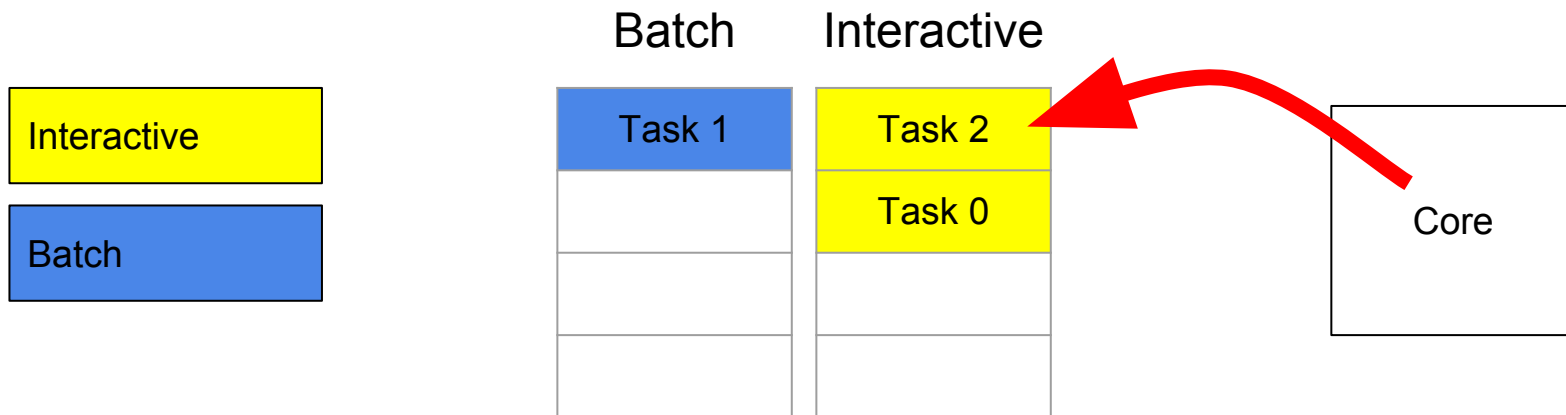 Batch Interactive
Interactive
Batch
Task 1
Task 2
Task 0
Core